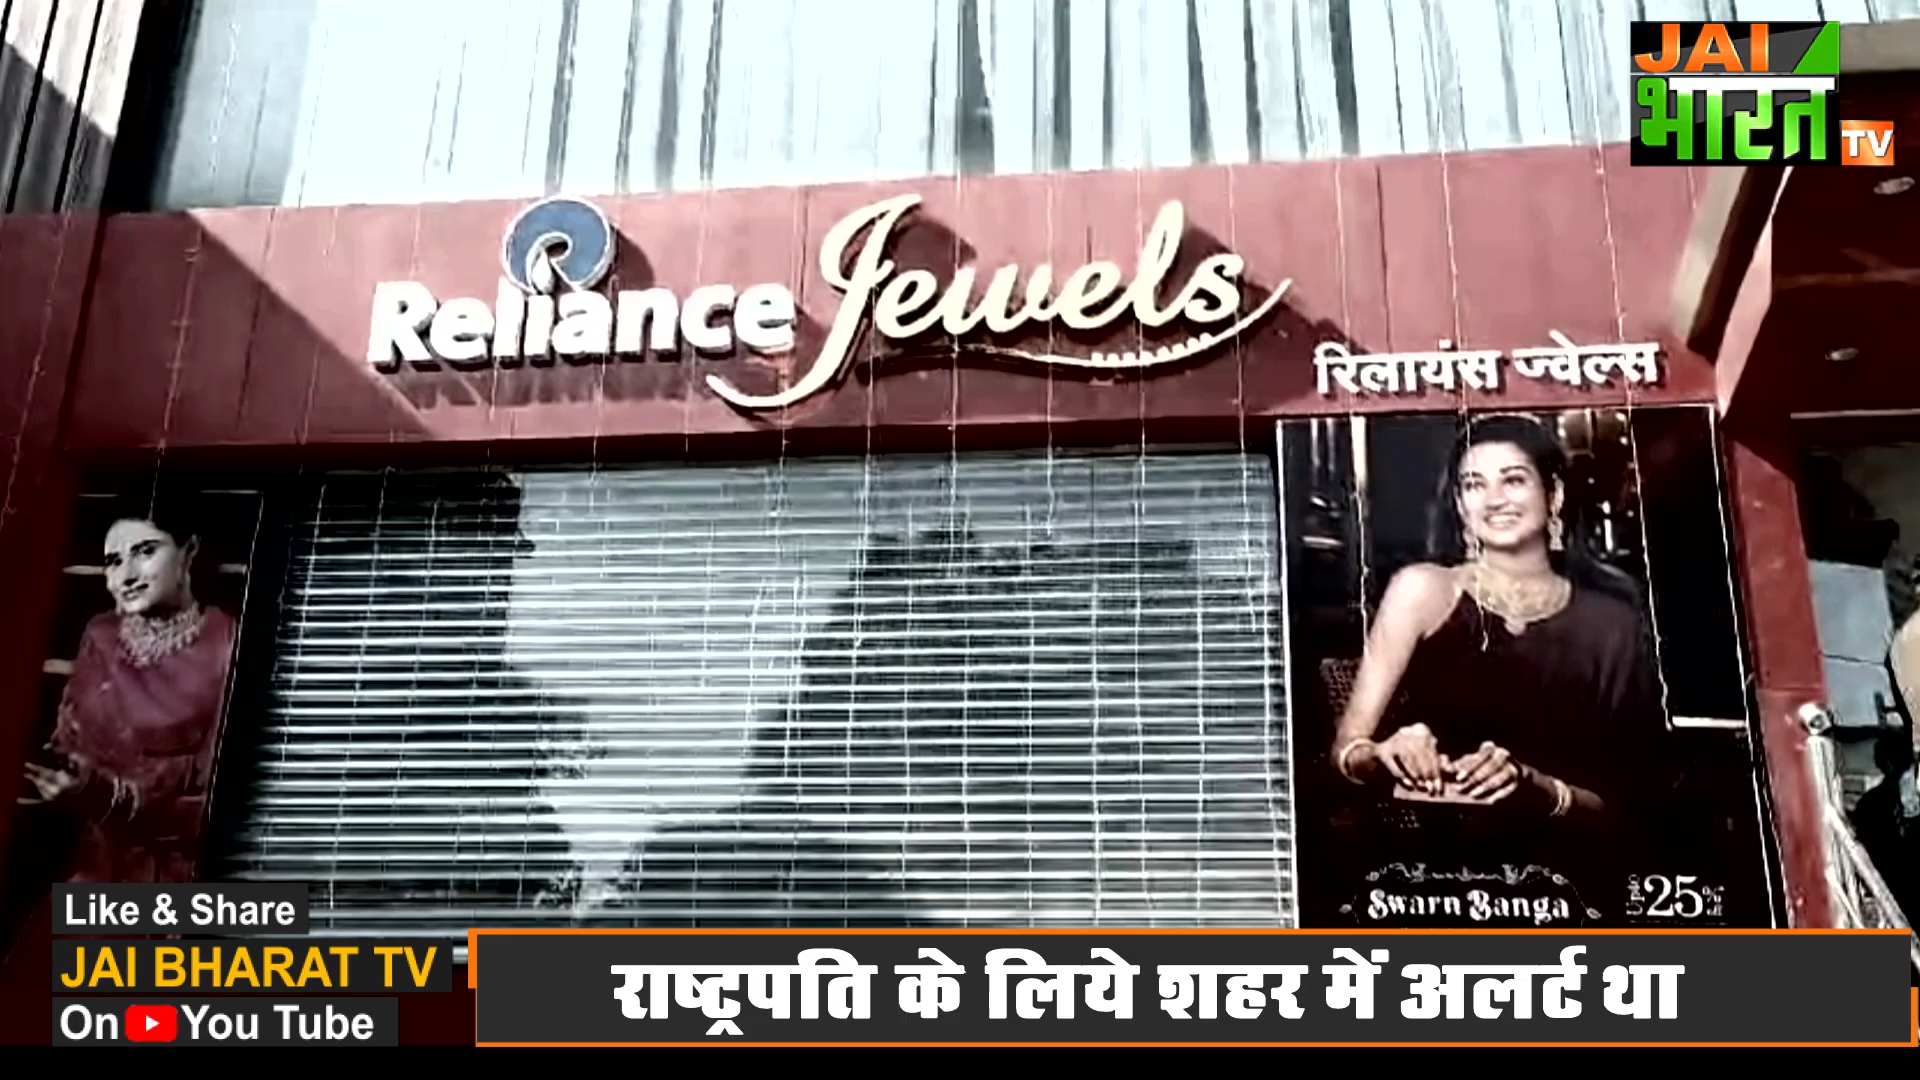 JAI
भारत
TV
Reliance Jewels
रिलायंस ज्वेल्स
Swarn Banga
Upto 25%
Like & Share
JAI BHARAT TV
On You Tube
राष्ट्रपति के लिये शहर में अलर्ट था